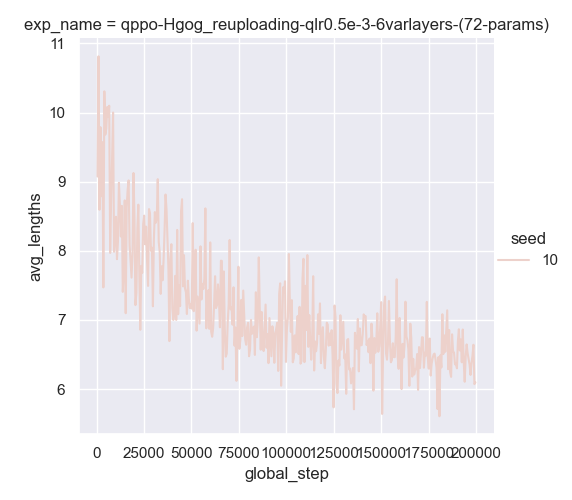 exp_name = qppo-Hgog_reuploading-qlr0.5e-3-6varlayers-(72-params)
11
10
9
8
7
6
avg_lengths
seed
10
0 25000 50000 75000 100000 125000 150000 175000 200000
global_step